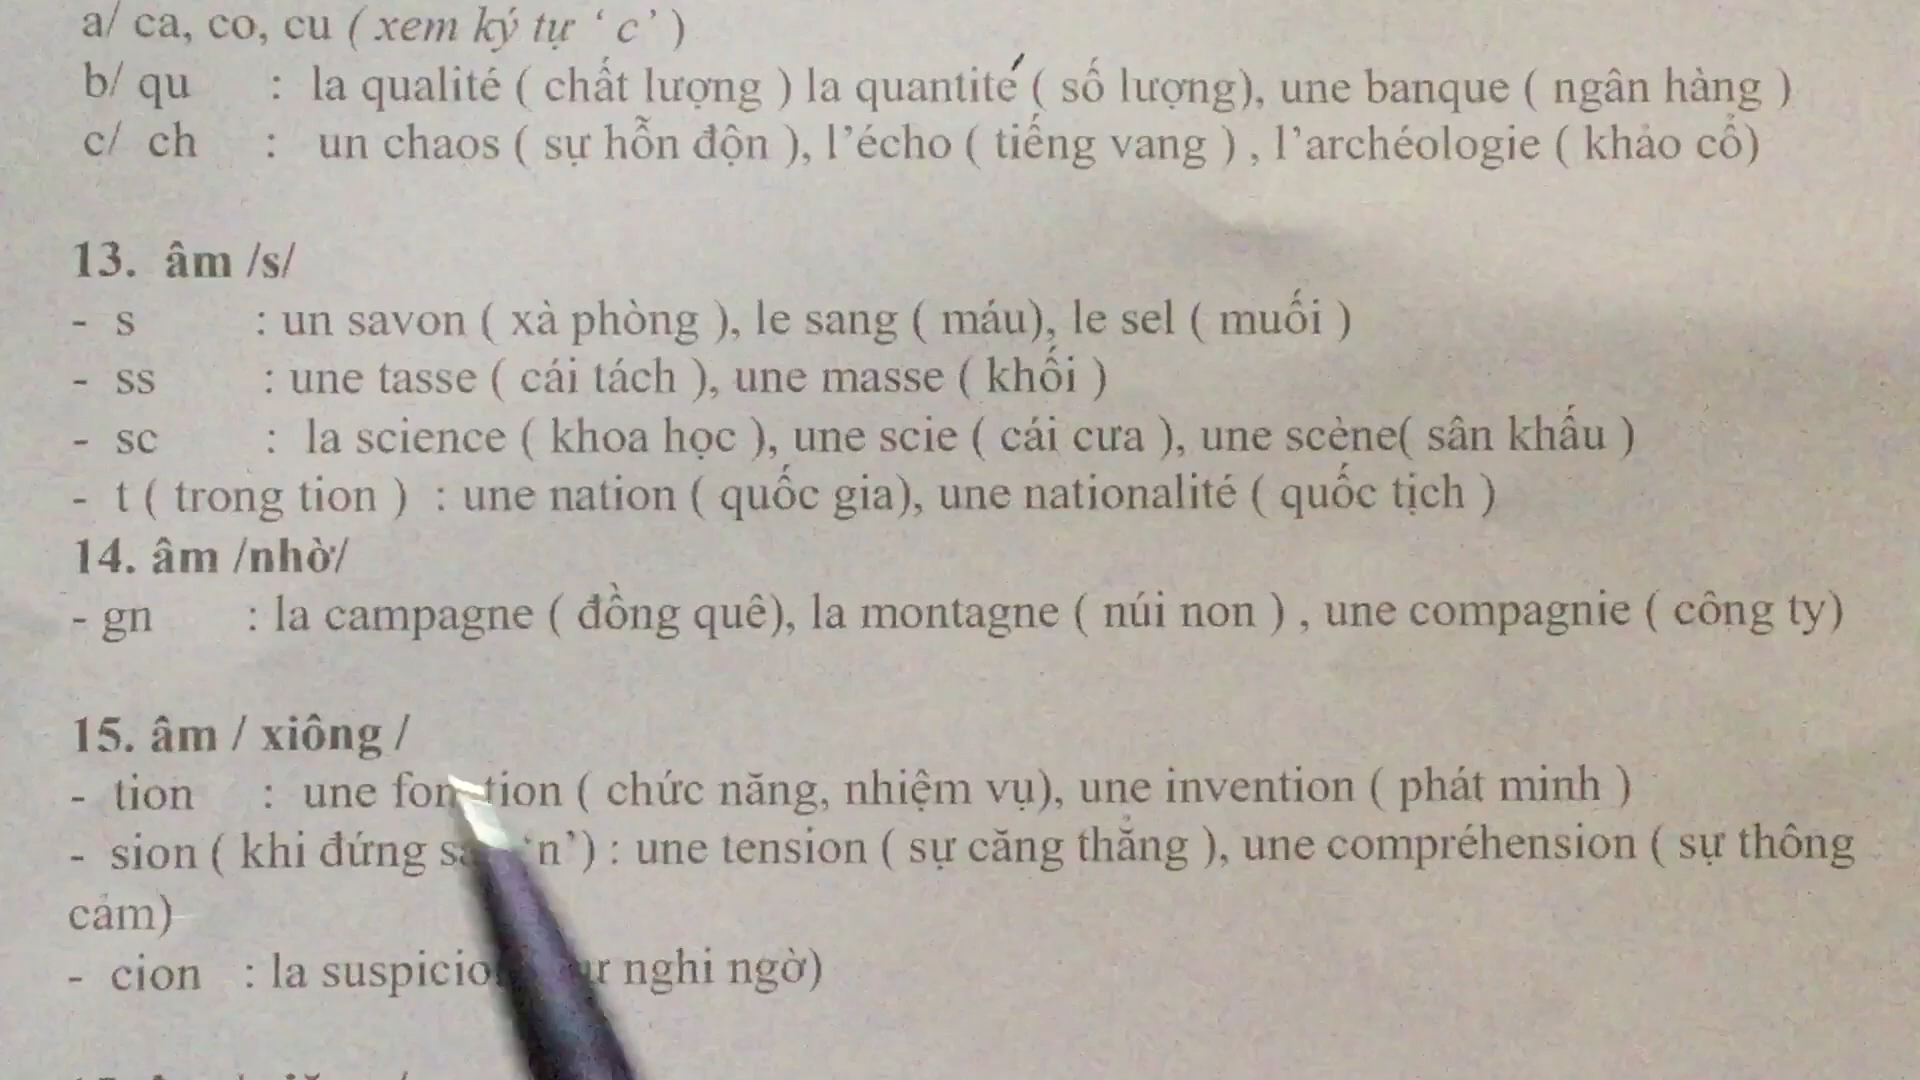 a/ ca, co, cu ( xem ký tự ‘ c’ )
b/ qu : la qualité ( chất lượng ) la quantité ( số lượng), une banque ( ngân hàng )
c/ ch : un chaos ( sự hỗn độn ), l’écho ( tiếng vang ) , l’archéologie ( khảo cổ)
13. âm /s/
- s : un savon ( xà phòng ), le sang ( máu), le sel ( muối )
- ss : une tasse ( cái tách ), une masse ( khối )
- sc : la science ( khoa học ), une scie ( cái cưa ), une scène( sân khấu )
- t ( trong tion ) : une nation ( quốc gia), une nationalité ( quốc tịch )
14. âm /nhờ/
- gn : la campagne ( đồng quê), la montagne ( núi non ) , une compagnie ( công ty)
15. âm / xiông /
- tion : une ( chức năng, nhiệm vụ), une invention ( phát minh )
- sion ( khi đứng ‘n’) : une tension ( sự căng thẳng ), une compréhension ( sự thông
cảm)
- cion : la nghi ngờ)